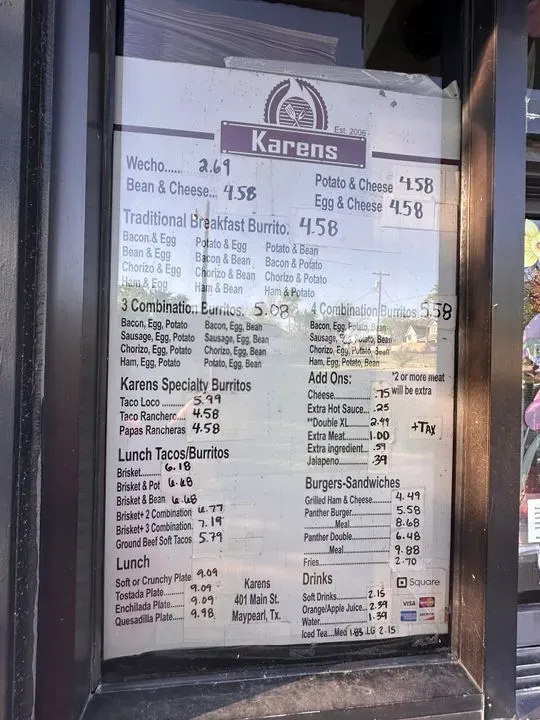 Est. 2006
Karens
Wecho...... 2.69
Bean & Cheese... 4.58
Potato & Cheese 4.58
Egg & Cheese 4.58
Traditional Breakfast Burrito. 4.58
Bacon & Egg Potato & Egg Potato & Bean
Bean & Egg Bacon & Bean Bacon & Potato
Chorizo & Egg Chorizo & Bean Chorizo & Potato
Ham & Egg Ham & Bean Ham & Potato
3 Combination Burritos. 5.08
Bacon, Egg, Potato Bacon, Egg, Bean
Sausage, Egg, Potato Sausage, Egg, Bean
Chorizo, Egg, Potato Chorizo, Egg, Bean
Ham, Egg, Potato Potato, Egg, Bean
4 Combination Burritos 5.58
Bacon, Egg, Potato, Bean
Sausage, Egg, Potato, Bean
Chorizo, Egg, Potato, Bean
Ham, Egg, Potato, Bean
Karens Specialty Burritos
Taco Loco ........... 5.99
Taco Ranchero.... 4.58
Papas Rancheras 4.58
Add Ons:
*2 or more meat
will be extra
Cheese................ .75
Extra Hot Sauce... .25
**Double XL ......... 2.49
Extra Meat........... 1.00
Extra ingredient... .59
Jalapeno.............. .39
+TAX
Lunch Tacos/Burritos
Brisket........ 6.18
Brisket & Pot 6.68
Brisket & Bean 6.68
Brisket+ 2 Combination 6.77
Brisket+ 3 Combination. 7.19
Ground Beef Soft Tacos 5.79
Burgers-Sandwiches
Grilled Ham & Cheese...... 4.49
Panther Burger............ 5.58
Meal............ 8.68
Panther Double............ 6.48
Meal............ 9.88
Fries........................ 2.70
Lunch
Soft or Crunchy Plate 9.09
Tostada Plate........ 9.09
Enchilada Plate...... 9.09
Quesadilla Plate.... 9.98
Karens
401 Main St.
Maypearl, Tx.
Drinks
Soft Drinks............ 2.15
Orange/Apple Juice... 2.39
Water.................. 1.39
Iced Tea...Med 1.85 LG 2.15
Square
VISA